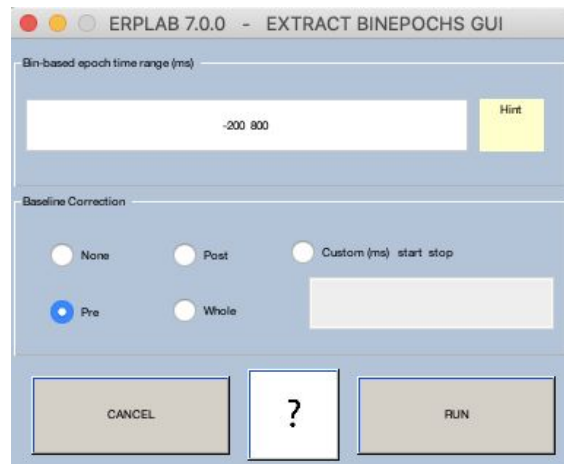 ERPLAB 7.0.0 - EXTRACT BINEPOCHS GUI
Bin-based epoch time range (ms)
-200 800
Hint
Baseline Correction
None
Post
Custom (ms) start stop
Pre
Whole
CANCEL
?
RUN